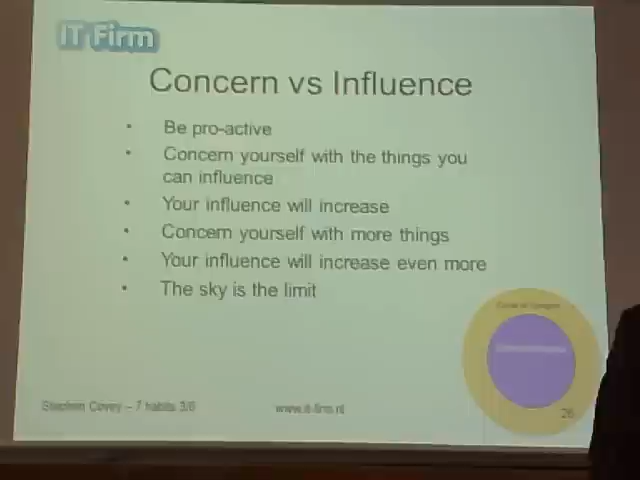 IT Firm
Concern vs Influence
• Be pro-active
• Concern yourself with the things you
can influence
• Your influence will increase
• Concern yourself with more things
• Your influence will increase even more
• The sky is the limit
Stephen Covey – 7 habits 3/6
www.it-firm.nl
26